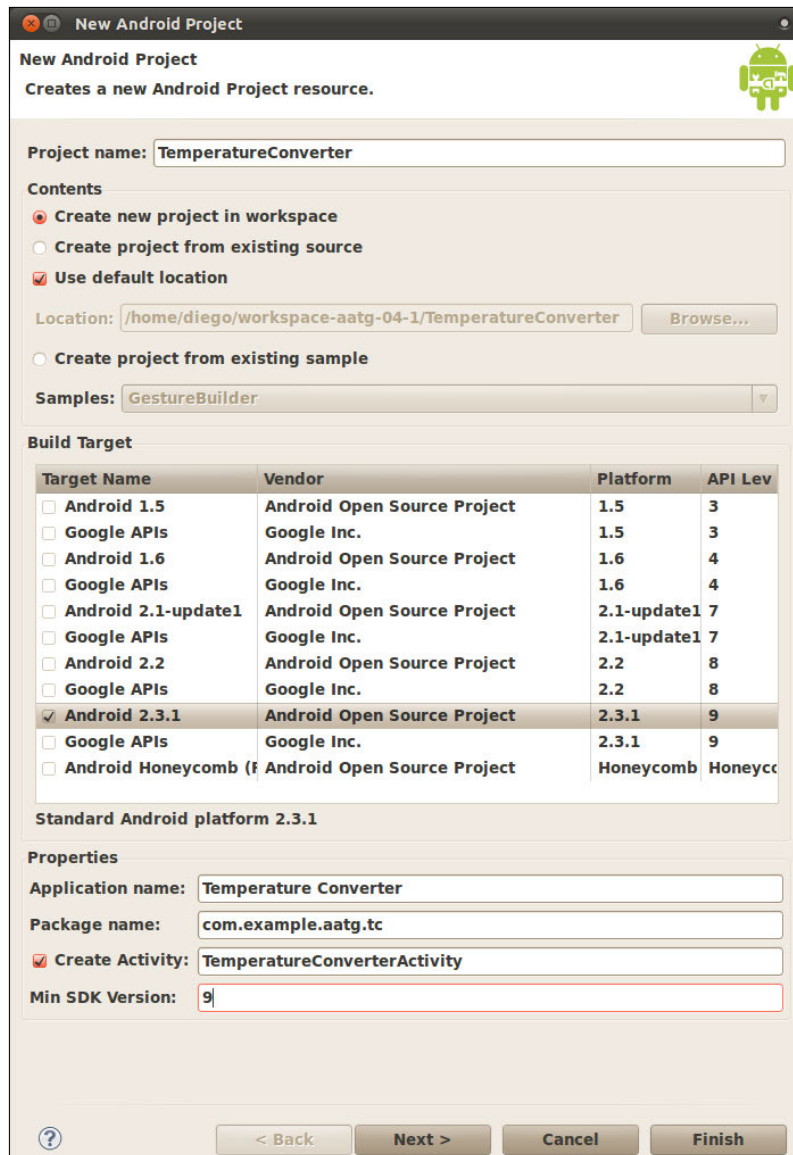 New Android Project
New Android Project
Creates a new Android Project resource.
Project name: TemperatureConverter
Contents
Create new project in workspace
Create project from existing source
Use default location
Location: /home/diego/workspace-aatg-04-1/TemperatureConverter Browse...
Create project from existing sample
Samples: GestureBuilder
Build Target
Target Name Vendor Platform API Lev
Android 1.5 Android Open Source Project 1.5 3
Google APIs Google Inc. 1.5 3
Android 1.6 Android Open Source Project 1.6 4
Google APIs Google Inc. 1.6 4
Android 2.1-update1 Android Open Source Project 2.1-update1 7
Google APIs Google Inc. 2.1-update1 7
Android 2.2 Android Open Source Project 2.2 8
Google APIs Google Inc. 2.2 8
Android 2.3.1 Android Open Source Project 2.3.1 9
Google APIs Google Inc. 2.3.1 9
Android Honeycomb ( Android Open Source Project Honeycomb Honeyc
Standard Android platform 2.3.1
Properties
Application name: Temperature Converter
Package name: com.example.aatg.tc
Create Activity: TemperatureConverterActivity
Min SDK Version: 9
? < Back Next > Cancel Finish